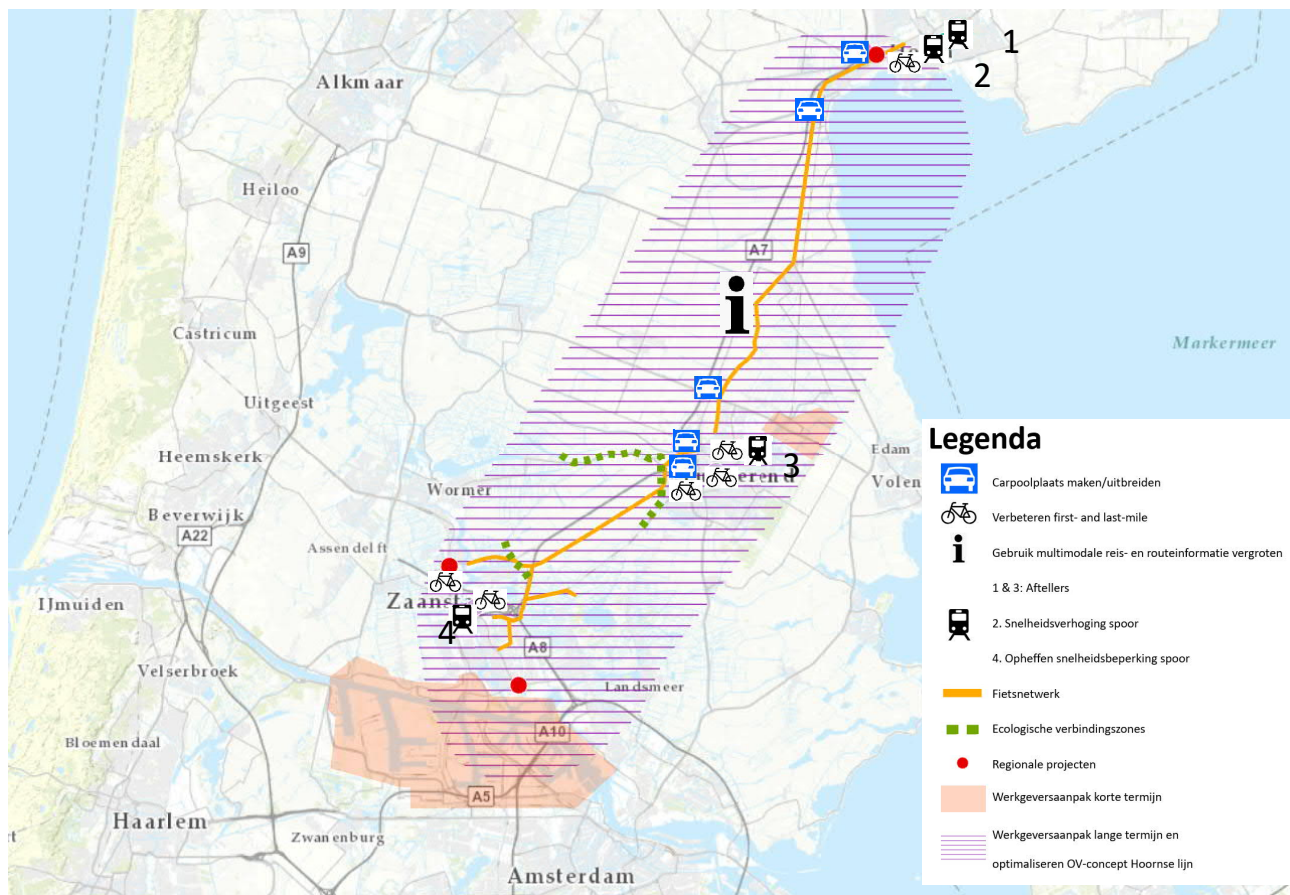 1
2
Alkmaar
Heiloo
A9
A7
Castricum
Markermeer
Uitgeest
Heemskerk
Wormer
Beverwijk
A22
Assendelft
3
Edam
Volen
IJmuiden
Zaansta
4
A8
Velserbroek
Landsmeer
Bloemendaal
A10
A5
Haarlem
Zwanenburg
Amsterdam
Legenda
Carpoolplaats maken/uitbreiden
Verbeteren first- and last-mile
i
Gebruik multimodale reis- en routeinformatie vergroten
1 & 3: Aftellers
2. Snelheidsverhoging spoor
4. Opheffen snelheidsbeperking spoor
Fietsnetwerk
Ecologische verbindingszones
Regionale projecten
Werkgeversaanpak korte termijn
Werkgeversaanpak lange termijn en
optimaliseren OV-concept Hoornse lijn